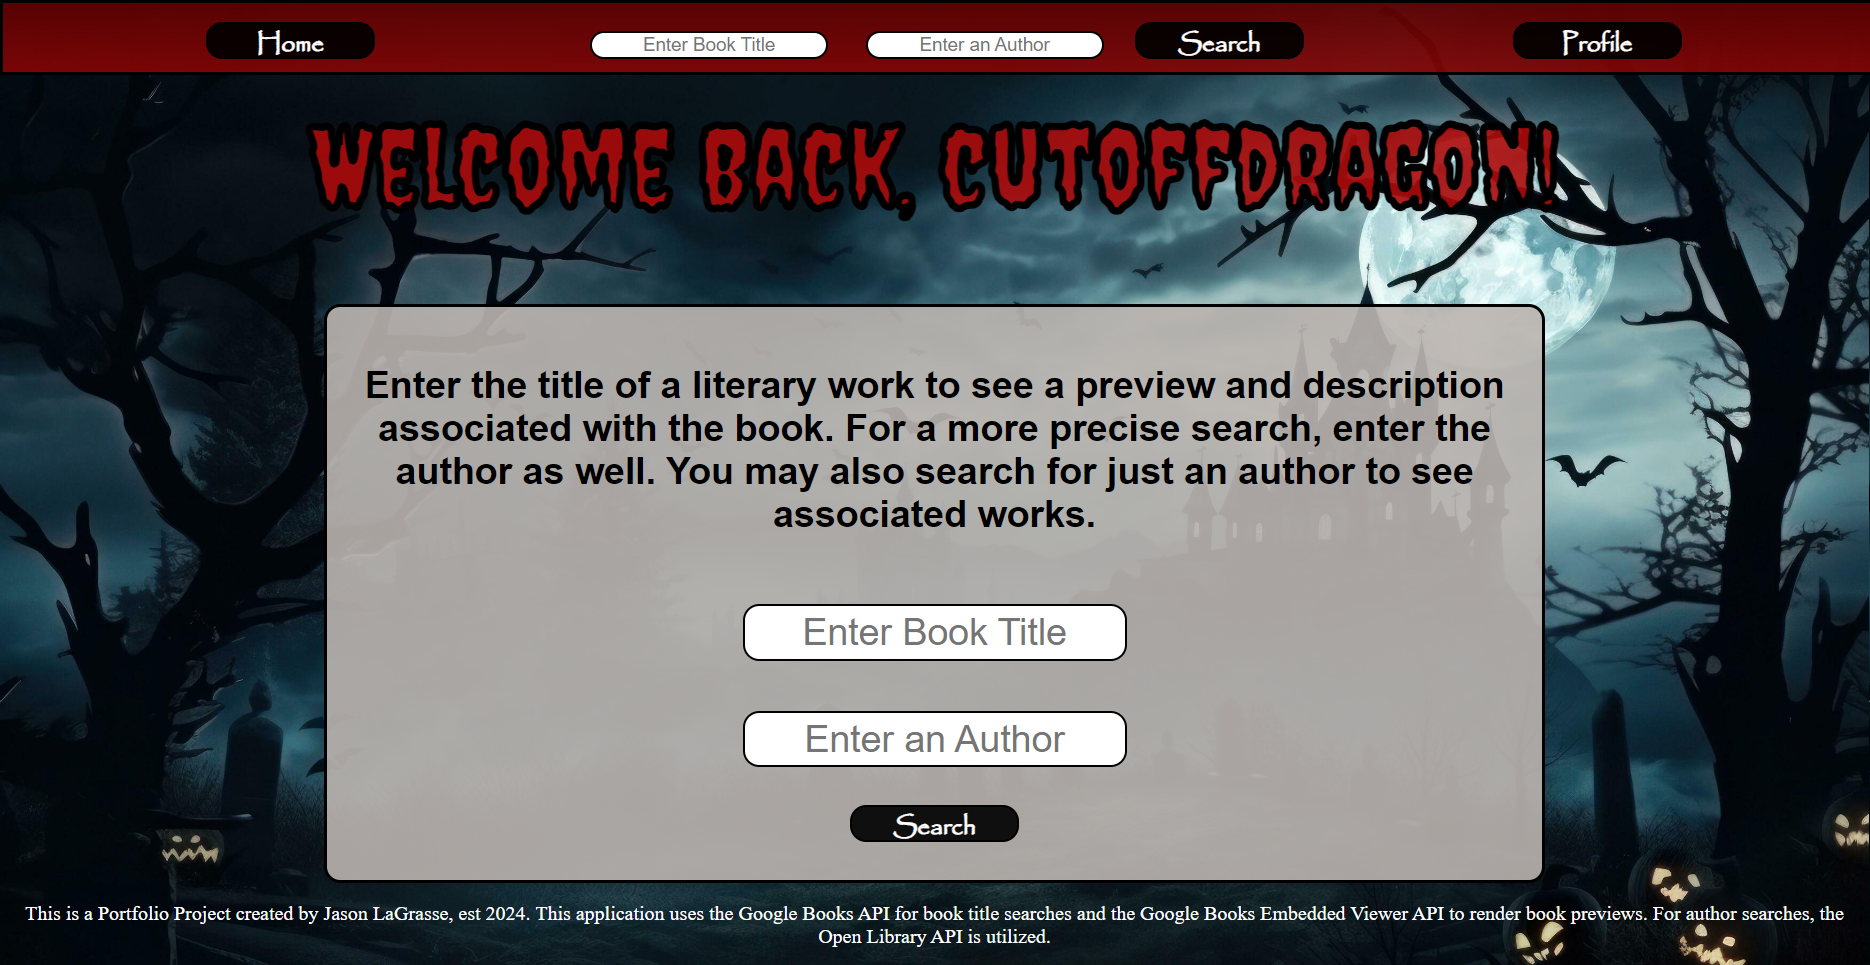 Home
Enter Book Title
Enter an Author
Search
Profile
WELCOME BACK, CUTOFFDRAGON!
Enter the title of a literary work to see a preview and description
associated with the book. For a more precise search, enter the
author as well. You may also search for just an author to see
associated works.
Enter Book Title
Enter an Author
Search
This is a Portfolio Project created by Jason LaGrasse, est 2024. This application uses the Google Books API for book title searches and the Google Books Embedded Viewer API to render book previews. For author searches, the
Open Library API is utilized.